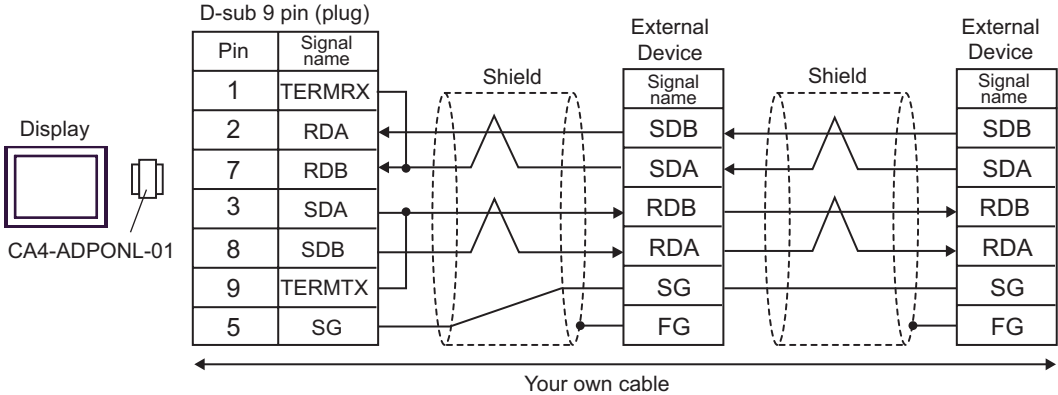 D-sub 9 pin (plug)
Pin Signal name
1 TERMRX
2 RDA
7 RDB
3 SDA
8 SDB
9 TERMTX
5 SG
Display
CA4-ADPONL-01
Shield
External
Device
Signal
name
SDB
SDA
RDB
RDA
SG
FG
Shield
External
Device
Signal
name
SDB
SDA
RDB
RDA
SG
FG
Your own cable